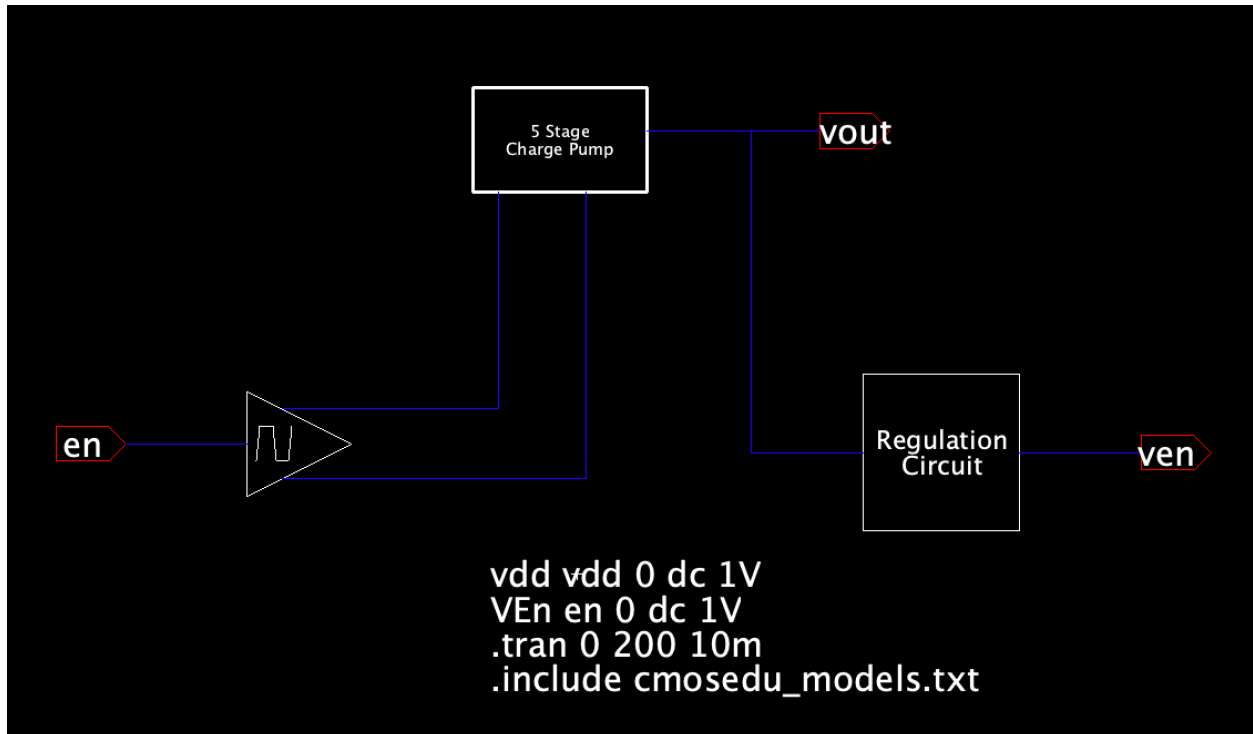 5 Stage
Charge Pump
vout
en
Regulation
Circuit
ven
vdd vdd 0 dc 1V
VEn en 0 dc 1V
.tran 0 200 10m
.include cmosedu_models.txt